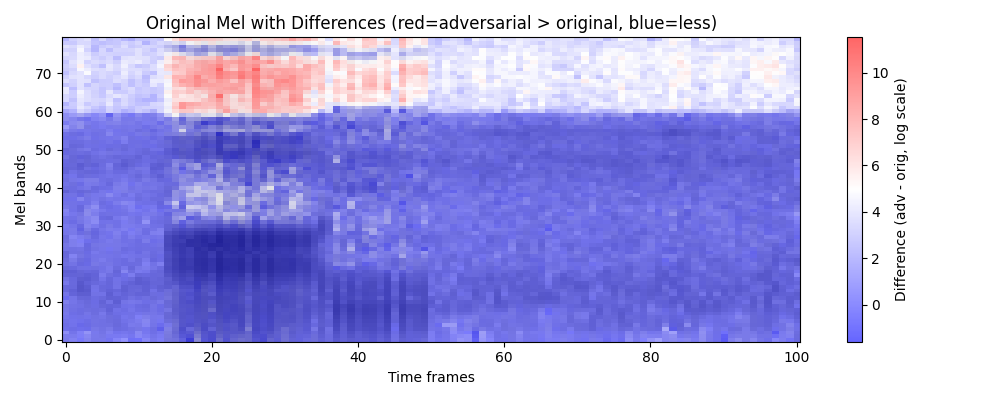 Original Mel with Differences (red=adversarial > original, blue=less)
Mel bands
70
60
50
40
30
20
10
0
0 20 40 60 80 100
Time frames
10
8
6
4
2
0
Difference (adv - orig, log scale)